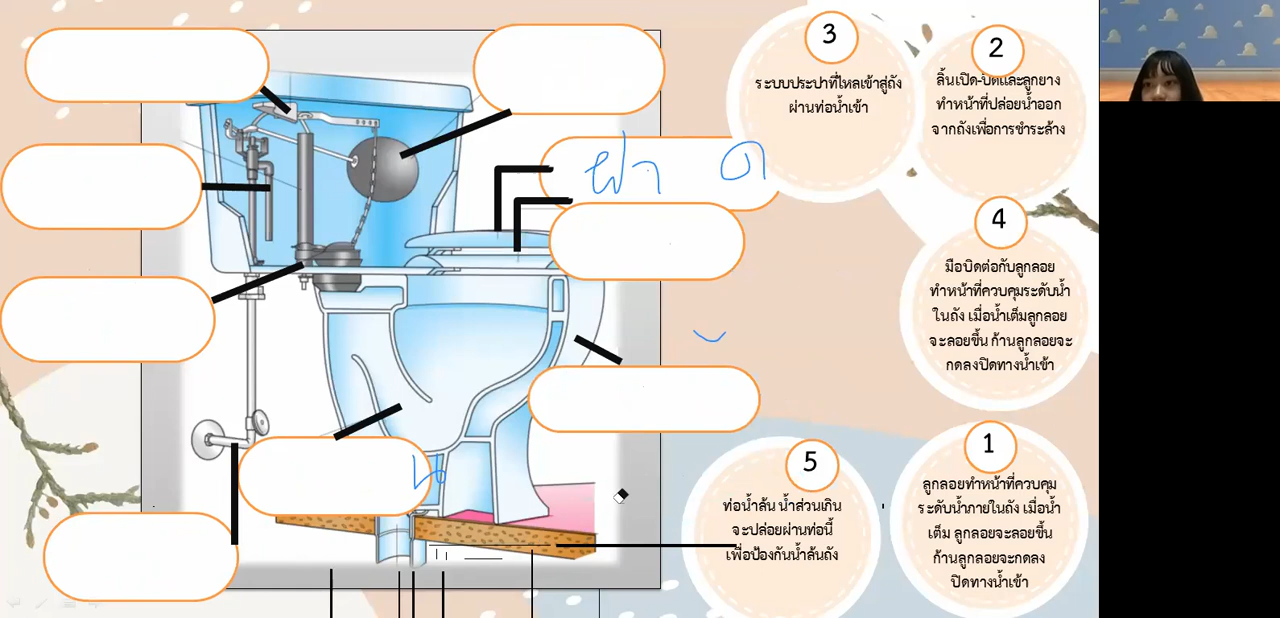 3
ระบบประปาที่ไหลเข้าสู่ถัง
ผ่านท่อน้ำเข้า
2
ลิ้นเปิด-ปิดและลูกยาง
ทำหน้าที่ปล่อยน้ำออก
จากถังเพื่อการชำระล้าง
ฝา
4
มือบิดต่อกับลูกลอย
ทำหน้าที่ควบคุมระดับน้ำ
ในถัง เมื่อน้ำเต็มลูกลอย
จะลอยขึ้น ก้านลูกลอยจะ
กดลงปิดทางน้ำเข้า
5
ท่อน้ำล้น น้ำส่วนเกิน
จะปล่อยผ่านท่อนี้
เพื่อป้องกันน้ำล้นถัง
1
ลูกลอยทำหน้าที่ควบคุม
ระดับน้ำภายในถัง เมื่อน้ำ
เต็ม ลูกลอยจะลอยขึ้น
ก้านลูกลอยจะกดลง
ปิดทางน้ำเข้า